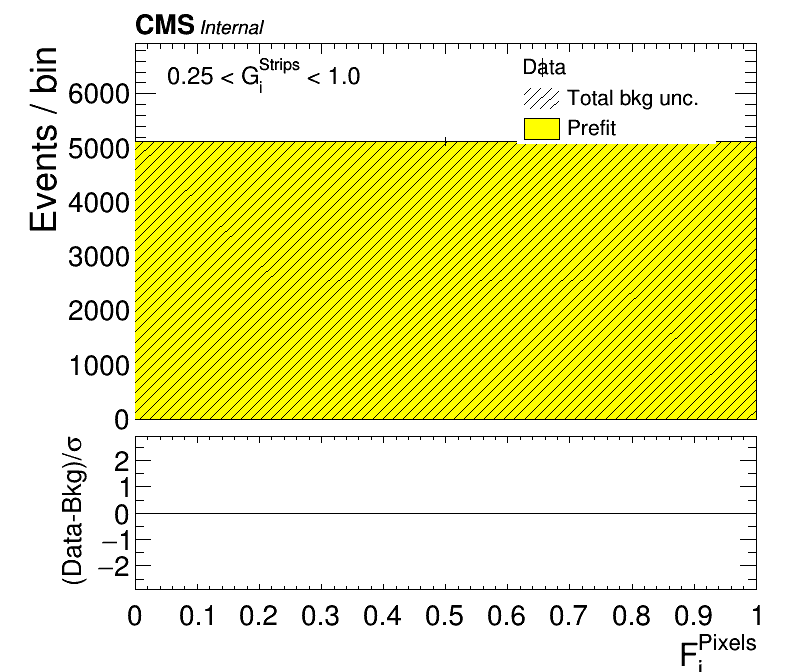 CMS Internal
Events / bin
0.25 < G_i^Strips < 1.0
Data
Total bkg unc.
Prefit
6000
5000
4000
3000
2000
1000
0
(Data-Bkg)/σ
2
1
0
−1
−2
0 0.1 0.2 0.3 0.4 0.5 0.6 0.7 0.8 0.9 1
F_i^Pixels